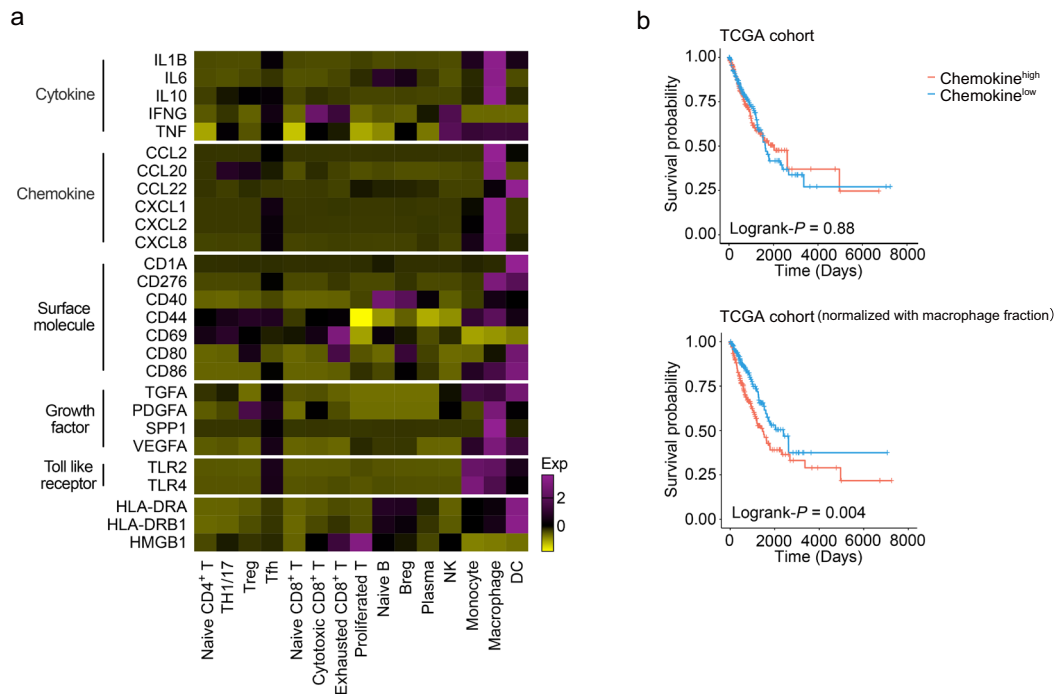 a
Cytokine
IL1B
IL6
IL10
IFNG
TNF
Chemokine
CCL2
CCL20
CCL22
CXCL1
CXCL2
CXCL8
Surface
molecule
CD1A
CD276
CD40
CD44
CD69
CD80
CD86
Growth
factor
TGFA
PDGFA
SPP1
VEGFA
Toll like
receptor
TLR2
TLR4
HLA-DRA
HLA-DRB1
HMGB1
Exp
2
0
Naive CD4⁺ T
TH1/17
Treg
Tfh
Naive CD8⁺ T
Cytotoxic CD8⁺ T
Exhausted CD8⁺ T
Proliferated T
Naive B
Breg
Plasma
NK
Monocyte
Macrophage
DC
b
TCGA cohort
Chemokineʰⁱᵍʰ
Chemokineˡᵒʷ
Survival probability
1.00
0.75
0.50
0.25
0.00
Logrank-P = 0.88
0 2000 4000 6000 8000
Time (Days)
TCGA cohort (normalized with macrophage fraction)
Survival probability
1.00
0.75
0.50
0.25
0.00
Logrank-P = 0.004
0 2000 4000 6000 8000
Time (Days)